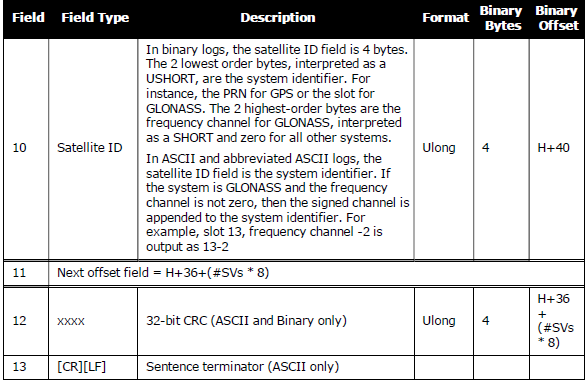 Field Field Type Description Format Binary Bytes Binary Offset
In binary logs, the satellite ID field is 4 bytes.
The 2 lowest order bytes, interpreted as a
USHORT, are the system identifier. For
instance, the PRN for GPS or the slot for
GLONASS. The 2 highest-order bytes are the
frequency channel for GLONASS, interpreted
as a SHORT and zero for all other systems.
10 Satellite ID Ulong 4 H+40
In ASCII and abbreviated ASCII logs, the
satellite ID field is the system identifier. If
the system is GLONASS and the frequency
channel is not zero, then the signed channel is
appended to the system identifier. For
example, slot 13, frequency channel -2 is
output as 13-2
11 Next offset field = H+36+(#SVs * 8)
12 xxxx 32-bit CRC (ASCII and Binary only) Ulong 4 H+36
+
(#SVs
* 8)
13 [CR][LF] Sentence terminator (ASCII only)